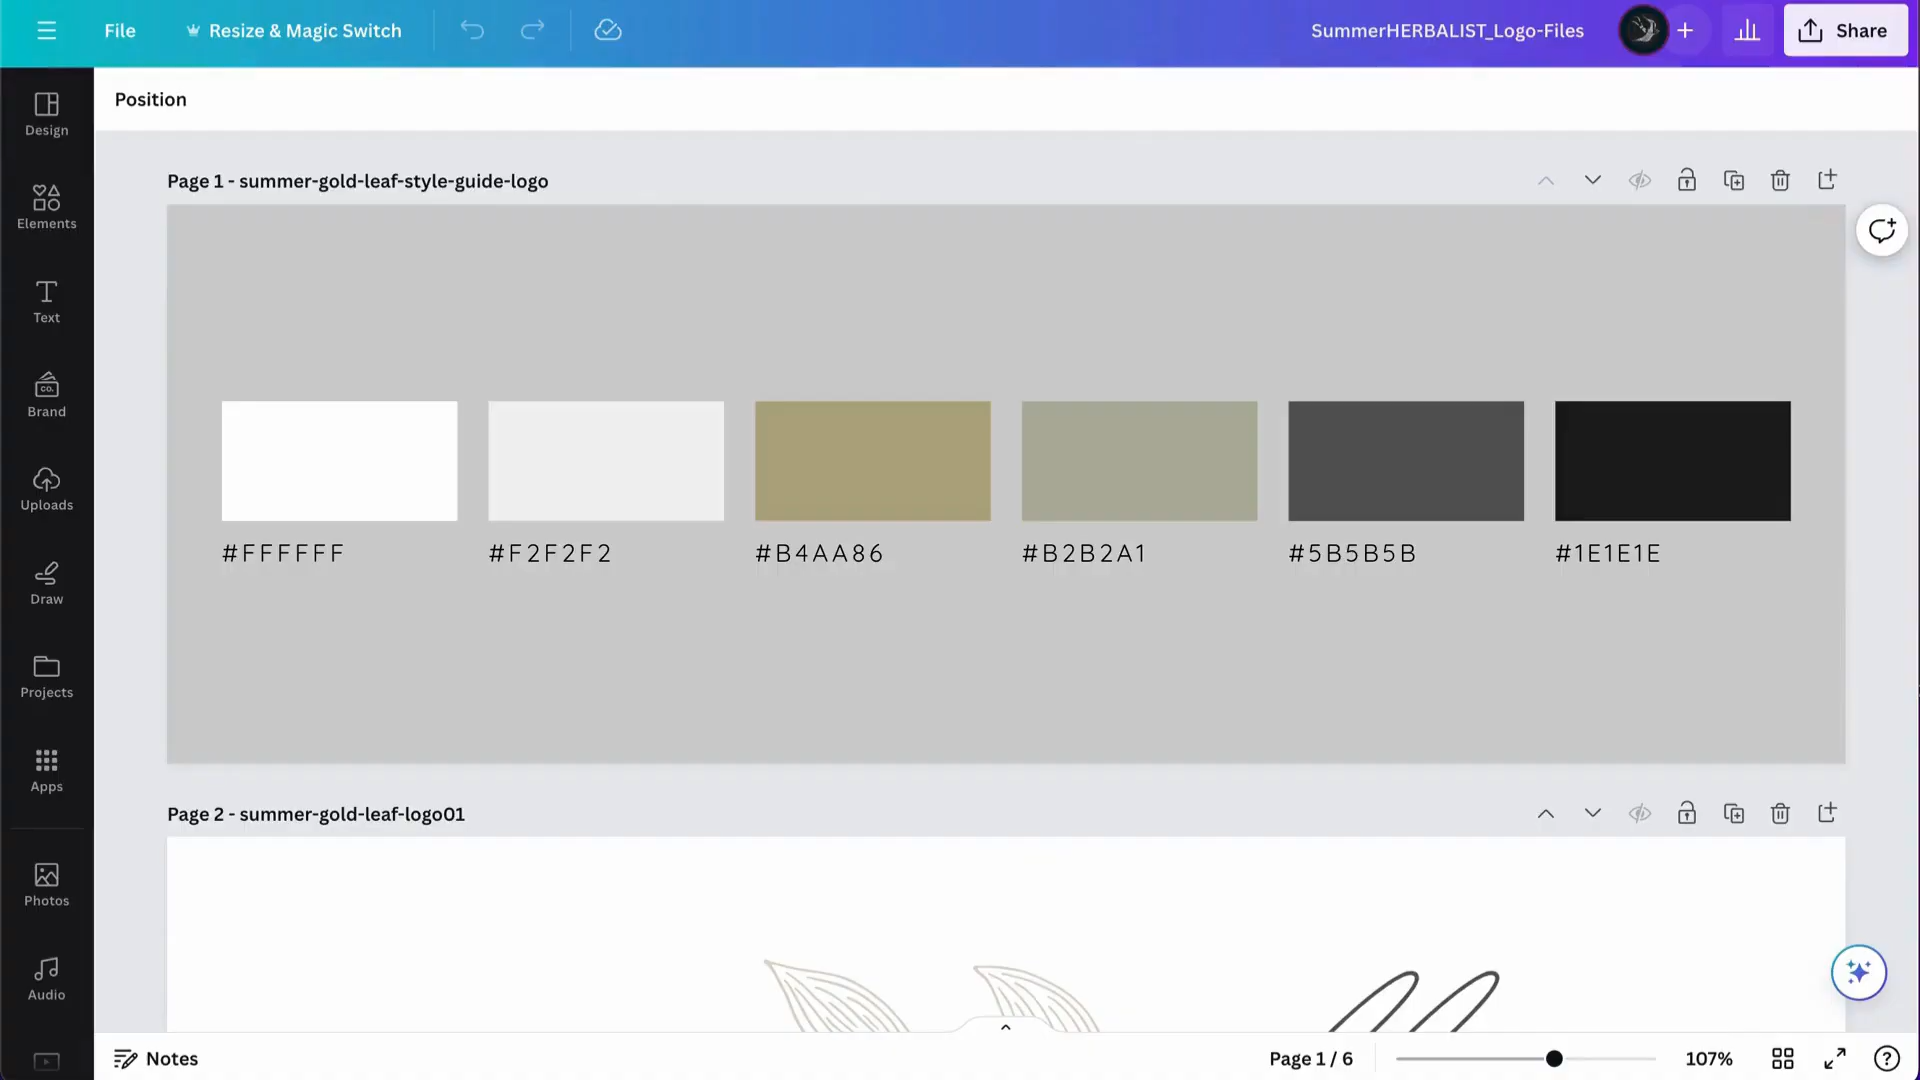 File
Resize & Magic Switch
SummerHERBALIST_Logo-Files
Share
Position
Design
Elements
Text
CO.
Brand
Uploads
Draw
Projects
Apps
Photos
Audio
Page 1 - summer-gold-leaf-style-guide-logo
#FFFFFF
#F2F2F2
#B4AA86
#B2B2A1
#5B5B5B
#1E1E1E
Page 2 - summer-gold-leaf-logo01
Notes
Page 1 / 6
107%